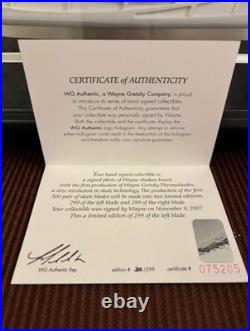 CERTIFICATE OF AUTHENTICITY
WG Authentic, a Wayne Gretzky Company, is proud
to introduce its series of hand signed collectibles.
This Certificate of Authenticity guarantees that
your collectible was personally signed by Wayne.
Both the collectible and the certificate display the
WG Authentic logo hologram. Any attempt to remove
either hologram could result in the destruction of the
hologram and hereby nullify your signature guarantee.
Your hand signed collectible is:
a signed photo of Wayne shadow boxed
with the first production of Wayne Gretzky Thermablades,
a new revolution in skate technology. The production of the first
300 pair of skate blades will be made into two limited editions,
299 of the left blade and 299 of the right blade.
Your collectible was signed by Wayne on November 9, 2007
This is a limited edition of 299 of the left blade.
WG Authentic Rep
edition # 30/299
certificate #
075205